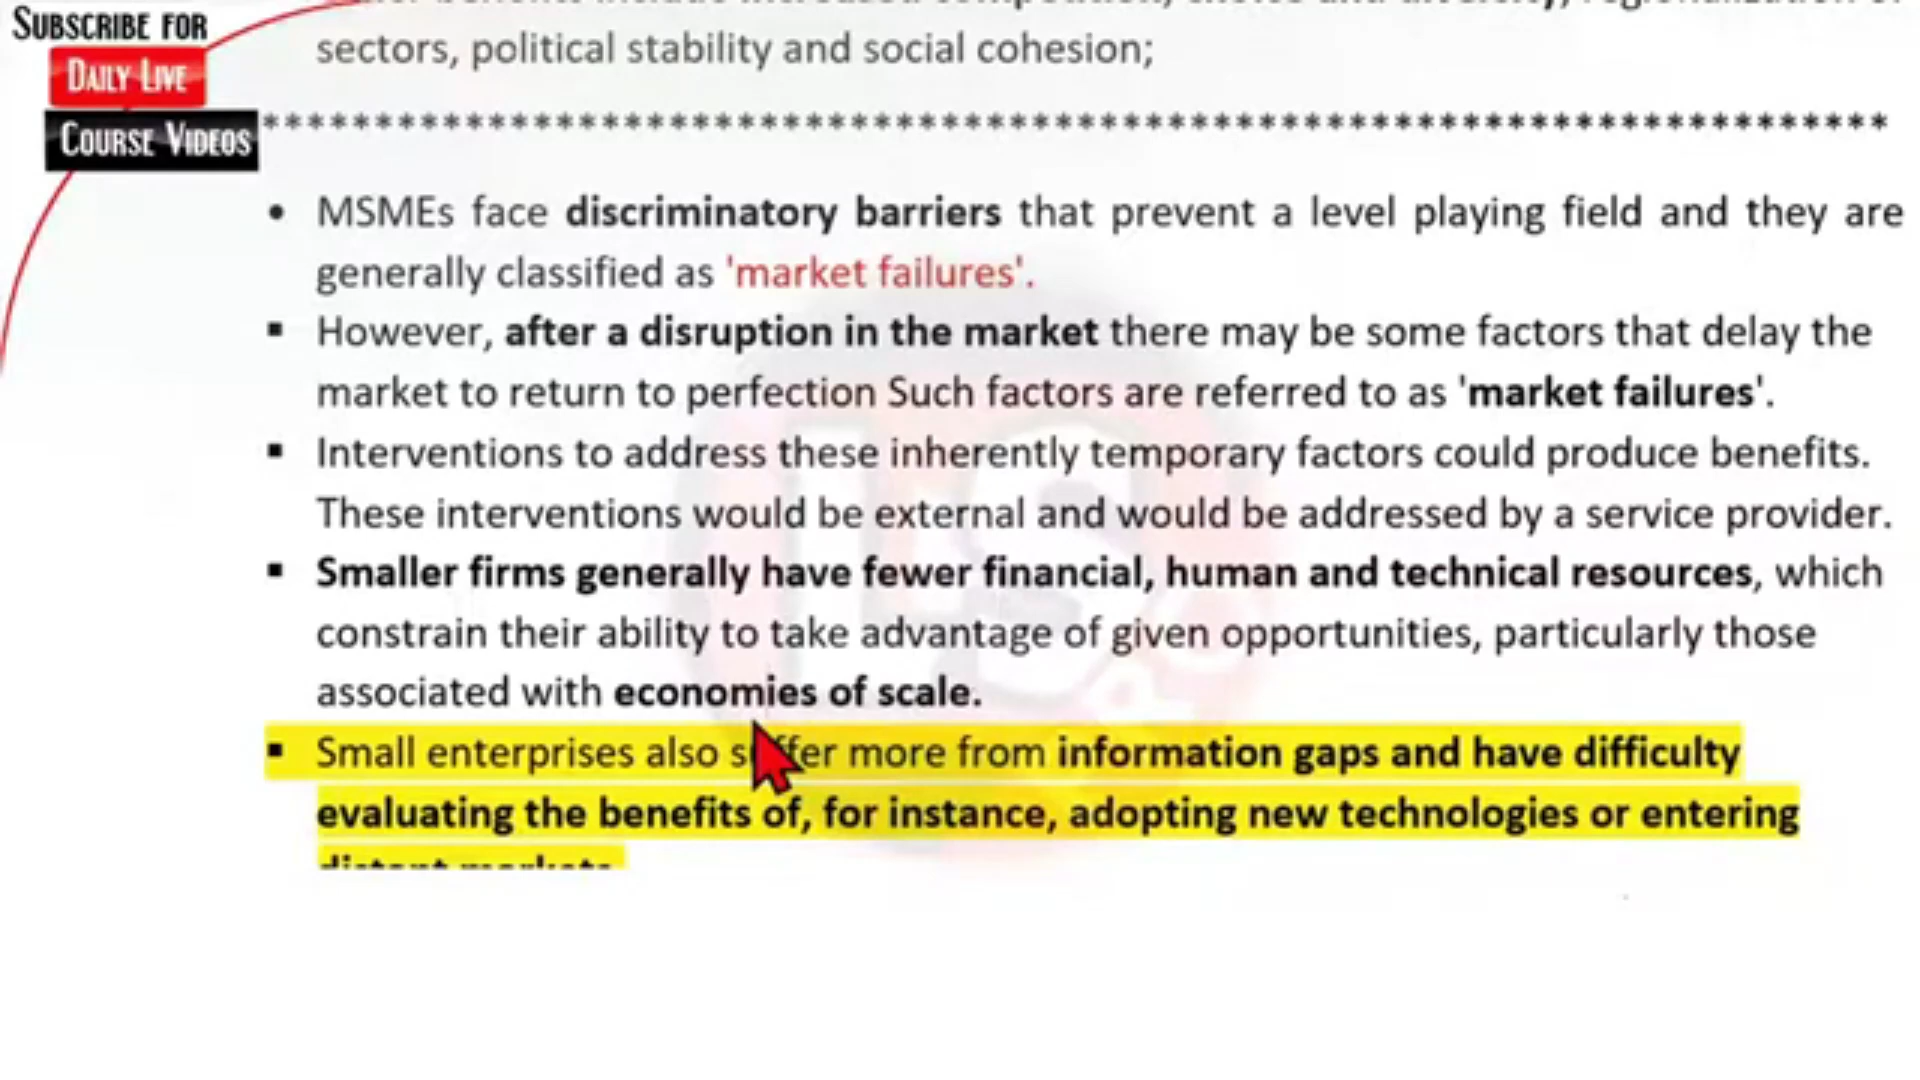 SUBSCRIBE FOR
DAILY LIVE
COURSE VIDEOS
sectors, political stability and social cohesion;
************************************************************************
• MSMEs face discriminatory barriers that prevent a level playing field and they are
generally classified as 'market failures'.
▪ However, after a disruption in the market there may be some factors that delay the
market to return to perfection Such factors are referred to as 'market failures'.
▪ Interventions to address these inherently temporary factors could produce benefits.
These interventions would be external and would be addressed by a service provider.
▪ Smaller firms generally have fewer financial, human and technical resources, which
constrain their ability to take advantage of given opportunities, particularly those
associated with economies of scale.
▪ Small enterprises also suffer more from information gaps and have difficulty
evaluating the benefits of, for instance, adopting new technologies or entering
distant markets.